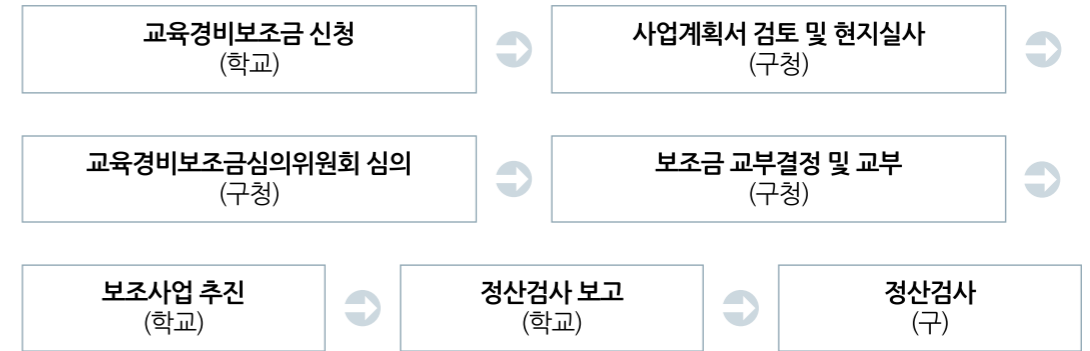 교육경비보조금 신청
(학교)
사업계획서 검토 및 현지실사
(구청)
교육경비보조금심의위원회 심의
(구청)
보조금 교부결정 및 교부
(구청)
보조사업 추진
(학교)
정산검사 보고
(학교)
정산검사
(구)